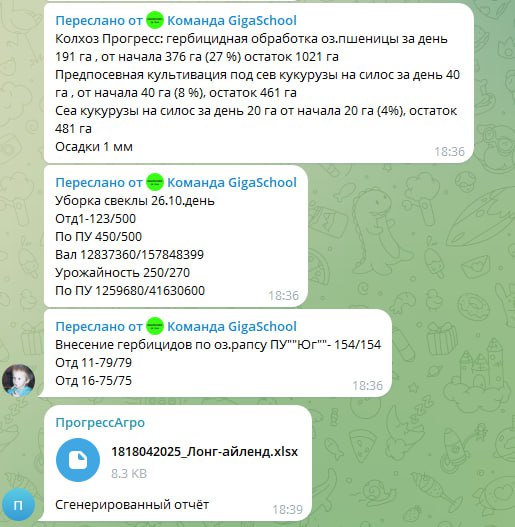 Переслано от Команда GigaSchool
Колхоз Прогресс: гербицидная обработка оз.пшеницы за день
191 га , от начала 376 га (27 %) остаток 1021 га
Предпосевная культивация под сев кукурузы на силос за день 40
га , от начала 40 га (8 %), остаток 461 га
Сеа кукурузы на силос за день 20 га от начала 20 га (4%), остаток
481 га
Осадки 1 мм
18:36
Переслано от Команда GigaSchool
Уборка свеклы 26.10.день
Отд1-123/500
По ПУ 450/500
Вал 12837360/157848399
Урожайность 250/270
По ПУ 1259680/41630600
18:36
Переслано от Команда GigaSchool
Внесение гербицидов по оз.рапсу ПУ""Юг""- 154/154
Отд 11-79/79
Отд 16-75/75
18:36
ПрогрессАгро
1818042025_Лонг-айленд.xlsx
8.3 KB
Сгенерированный отчёт
18:39
П